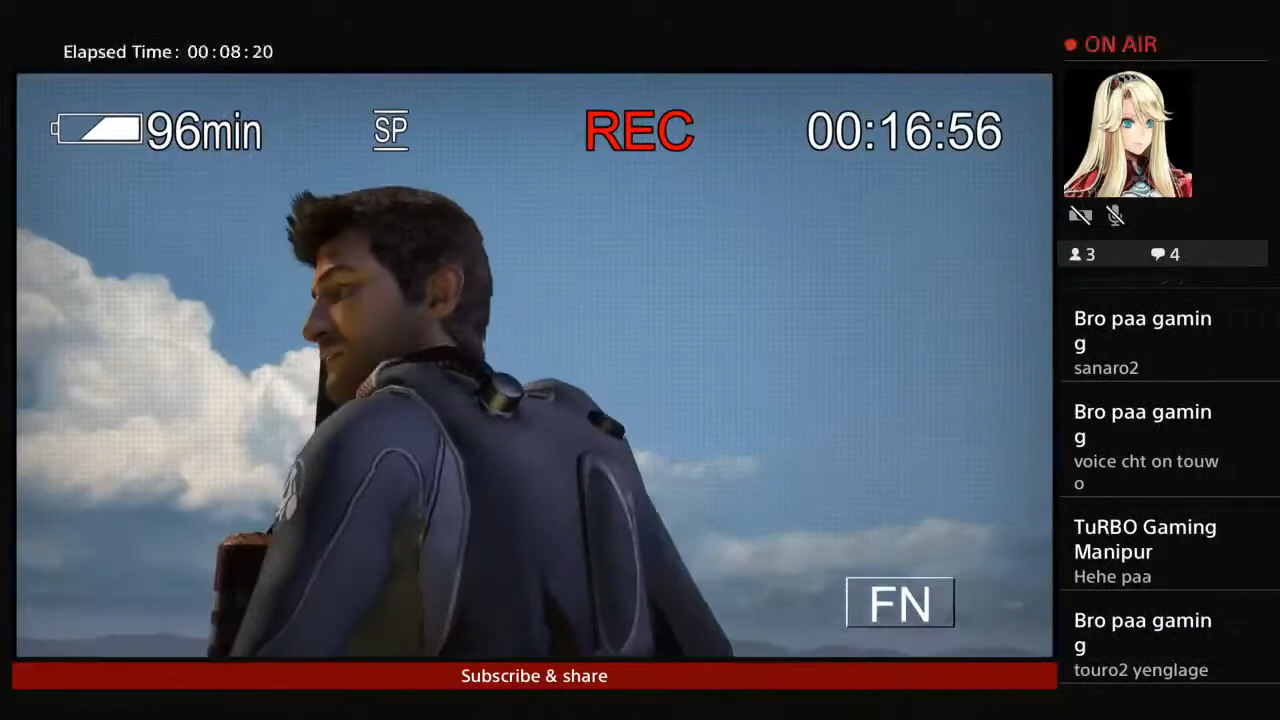 Elapsed Time: 00:08:20
ON AIR
96min
SP
REC
00:16:56
3
4
Bro paa gamin
g
sanaro2
Bro paa gamin
g
voice cht on touw
o
TuRBO Gaming
Manipur
Hehe paa
Bro paa gamin
g
touro2 yenglage
FN
Subscribe & share